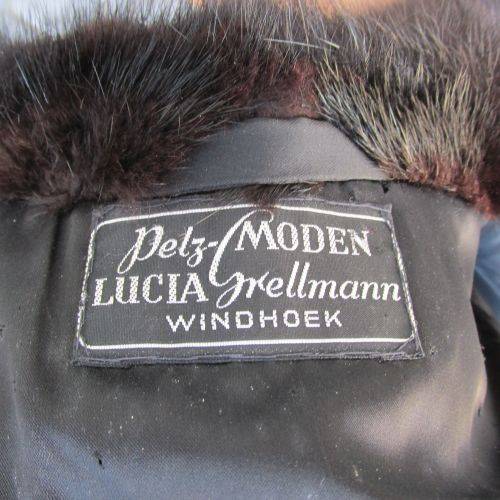 Pelz-MODEN
LUCIA Grellmann
WINDHOEK